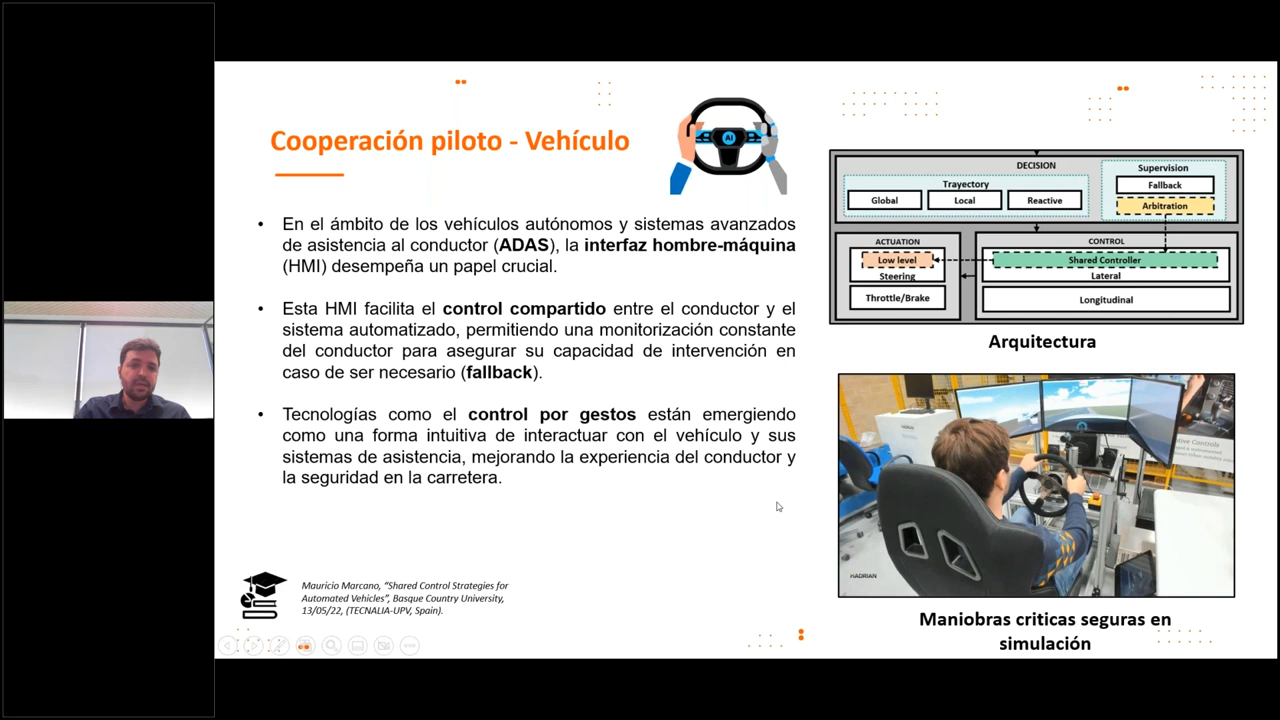 Cooperación piloto - Vehículo
AI
• En el ámbito de los vehículos autónomos y sistemas avanzados
de asistencia al conductor (ADAS), la interfaz hombre-máquina
(HMI) desempeña un papel crucial.
• Esta HMI facilita el control compartido entre el conductor y el
sistema automatizado, permitiendo una monitorización constante
del conductor para asegurar su capacidad de intervención en
caso de ser necesario (fallback).
• Tecnologías como el control por gestos están emergiendo
como una forma intuitiva de interactuar con el vehículo y sus
sistemas de asistencia, mejorando la experiencia del conductor y
la seguridad en la carretera.
Mauricio Marcano, “Shared Control Strategies for
Automated Vehicles”, Basque Country University,
13/05/22, (TECNALIA-UPV, Spain).
DECISION
Trayectory
Global
Local
Reactive
Supervision
Fallback
Arbitration
ACTUATION
Low level
Steering
Throttle/Brake
CONTROL
Shared Controller
Lateral
Longitudinal
Arquitectura
HADRIAN
Controls
Maniobras criticas seguras en
simulación